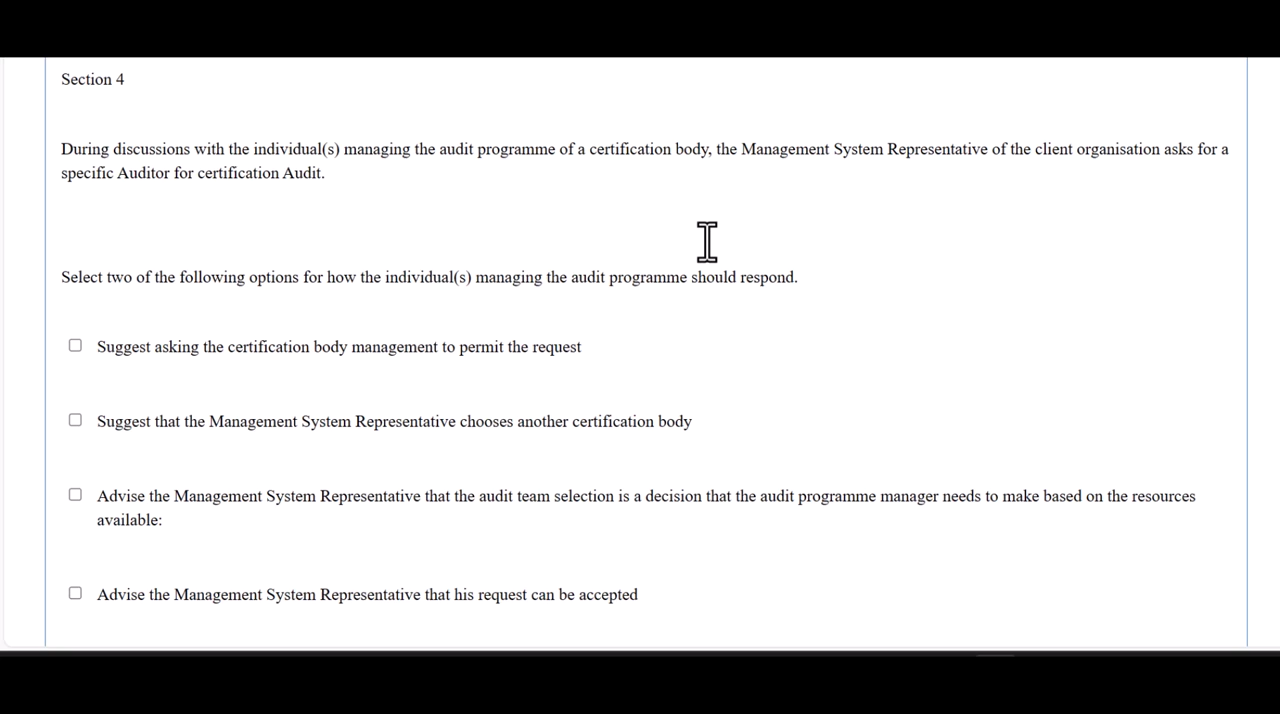 Section 4
During discussions with the individual(s) managing the audit programme of a certification body, the Management System Representative of the client organisation asks for a
specific Auditor for certification Audit.
Select two of the following options for how the individual(s) managing the audit programme should respond.
Suggest asking the certification body management to permit the request
Suggest that the Management System Representative chooses another certification body
Advise the Management System Representative that the audit team selection is a decision that the audit programme manager needs to make based on the resources
available:
Advise the Management System Representative that his request can be accepted